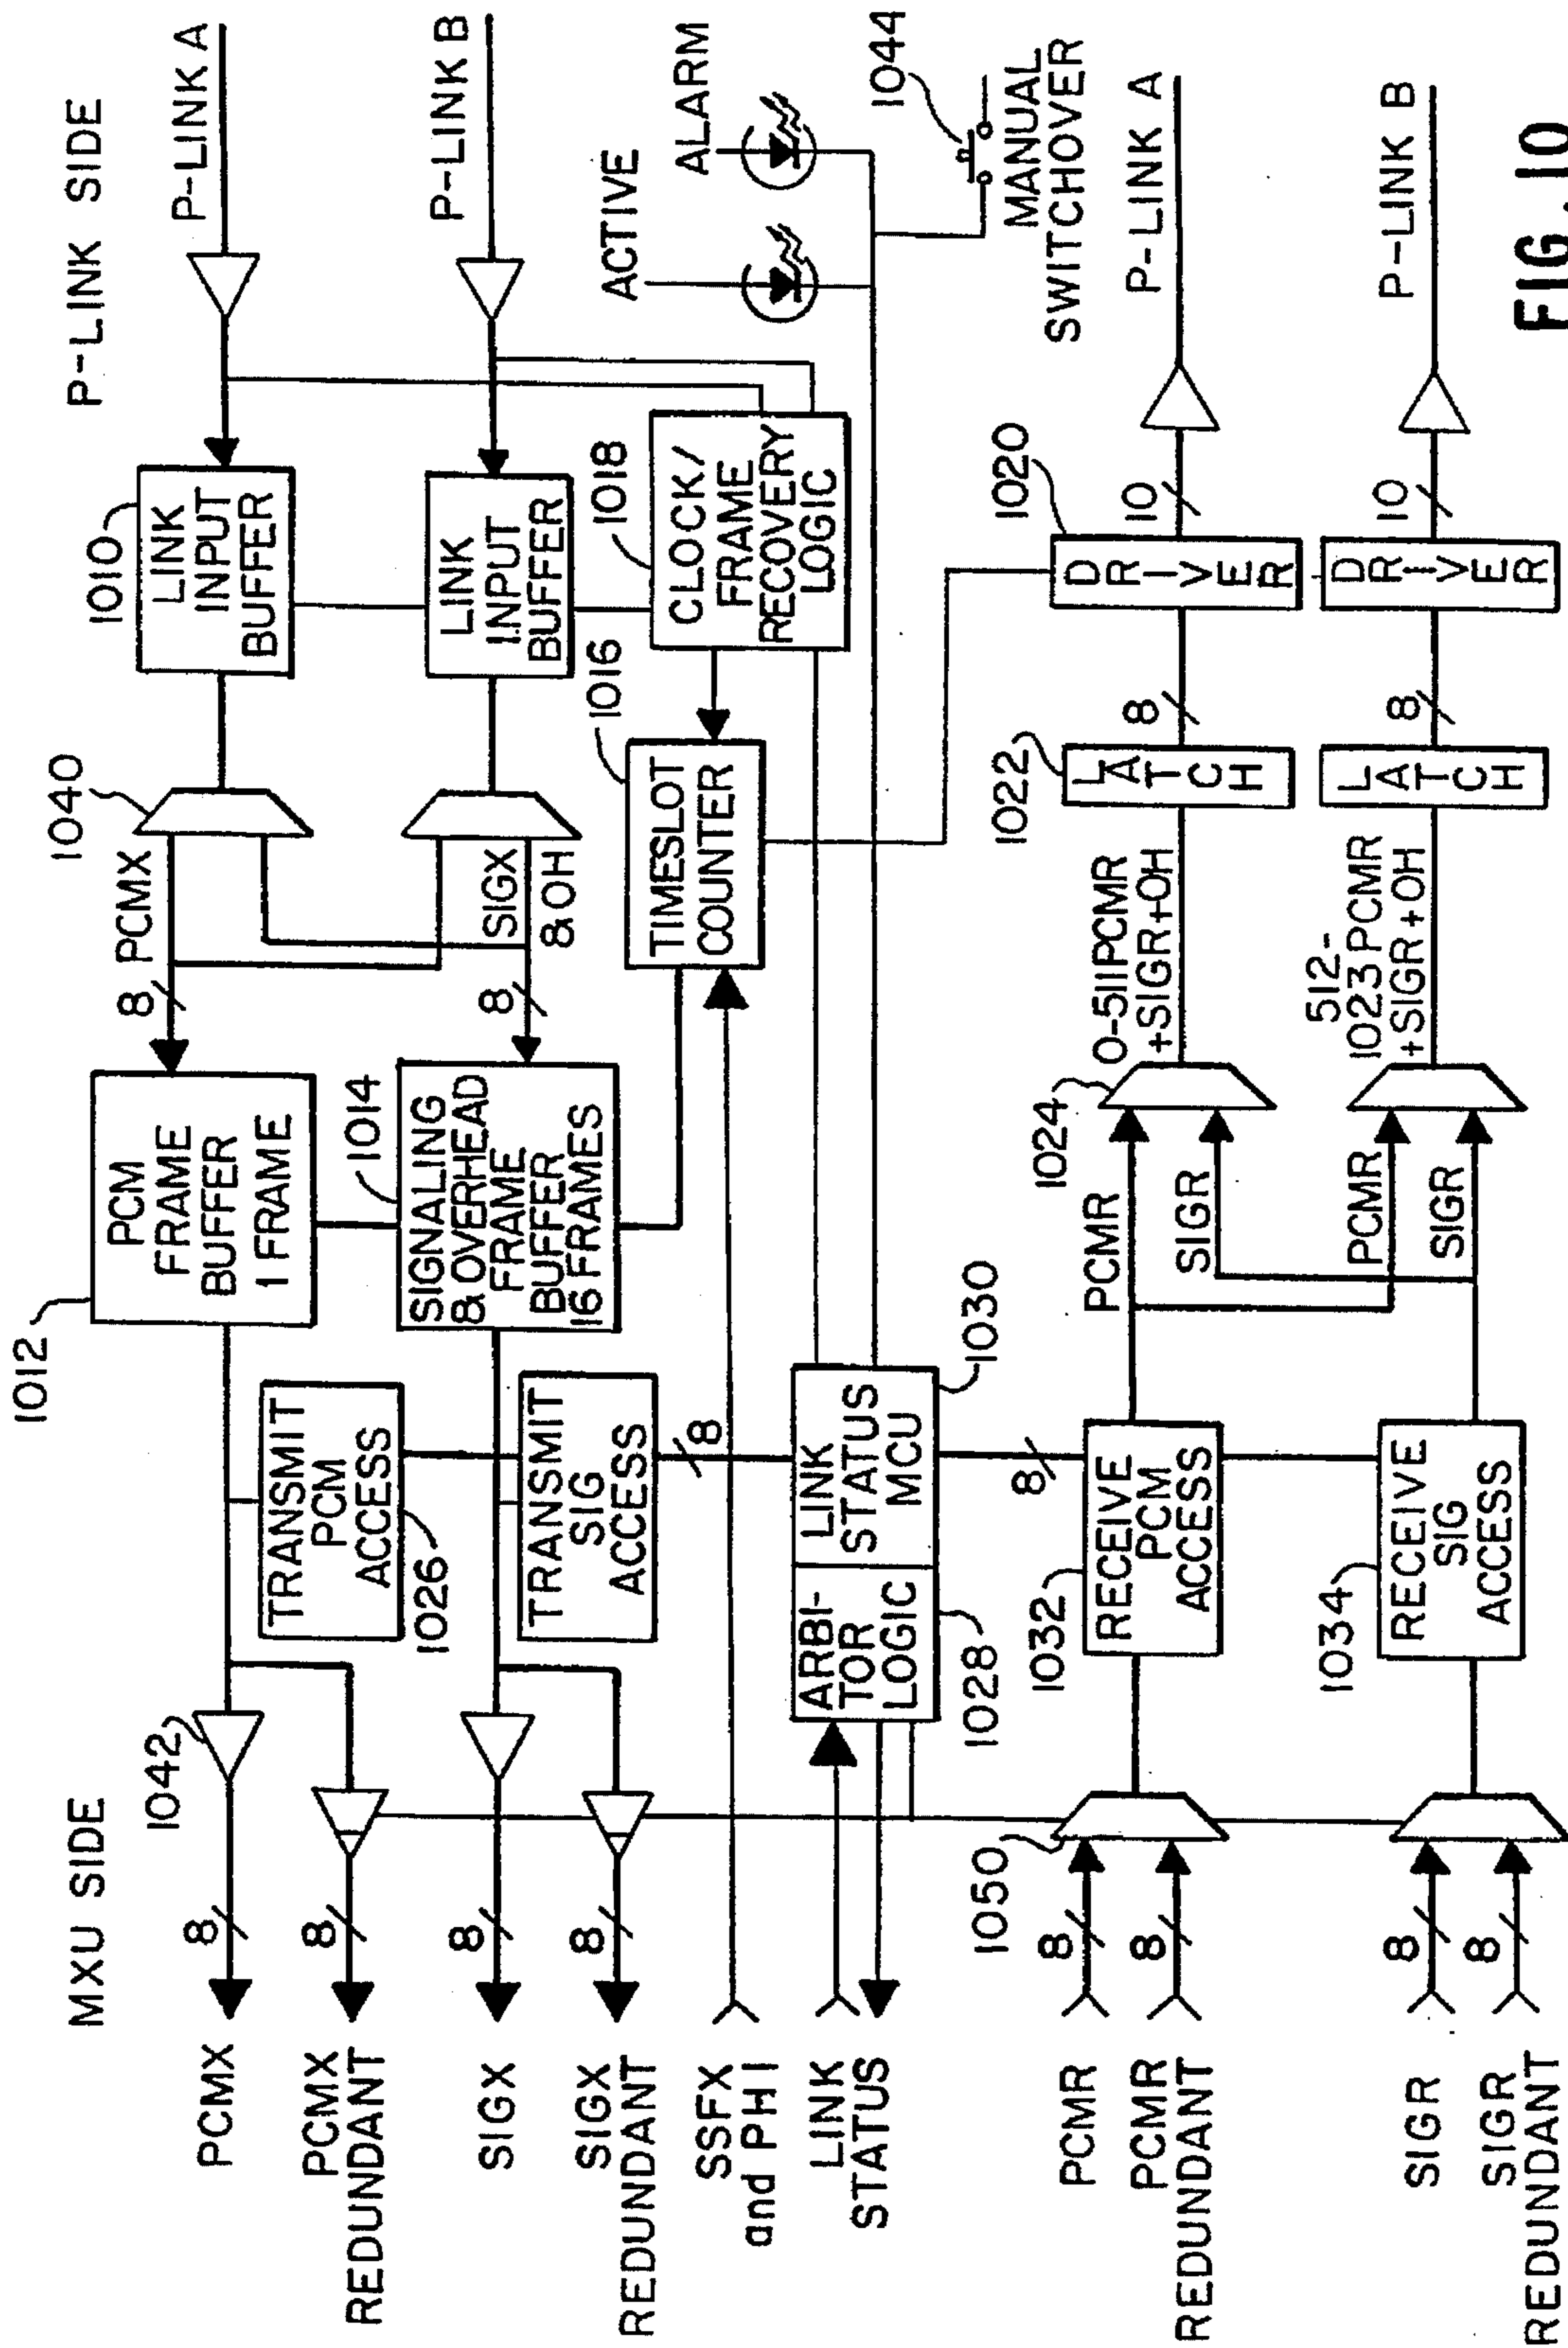 MXU SIDE
P-LINK SIDE
PCMX
8
1042
1012
PCM
FRAME
BUFFER
1 FRAME
8
PCMX
1040
1010
LINK
INPUT
BUFFER
P-LINK A
PCMX
REDUNDANT
8
TRANSMIT
PCM
ACCESS
1026
SIGX
8
1014
SIGNALING
& OVERHEAD
FRAME
BUFFER
16 FRAMES
8
SIGX
& OH
LINK
INPUT
BUFFER
P-LINK B
SIGX
REDUNDANT
8
TRANSMIT
SIG
ACCESS
8
1016
TIMESLOT
COUNTER
1018
CLOCK/
FRAME
RECOVERY
LOGIC
ACTIVE
ALARM
SSFX
and PHI
LINK
STATUS
ARBI-
TOR
LOGIC
1028
LINK
STATUS
MCU
1030
1044
MANUAL
SWITCHOVER
PCMR
8
PCMR
REDUNDANT
8
1050
1032
RECEIVE
PCM
ACCESS
8
PCMR
SIGR
1024
0-511PCMR
+SIGR+OH
1022
LATCH
8
1020
DRIVER
10
P-LINK A
SIGR
8
SIGR
REDUNDANT
8
1034
RECEIVE
SIG
ACCESS
PCMR
SIGR
512-
1023 PCMR
+SIGR+OH
LATCH
8
DRIVER
10
P-LINK B
FIG. 10